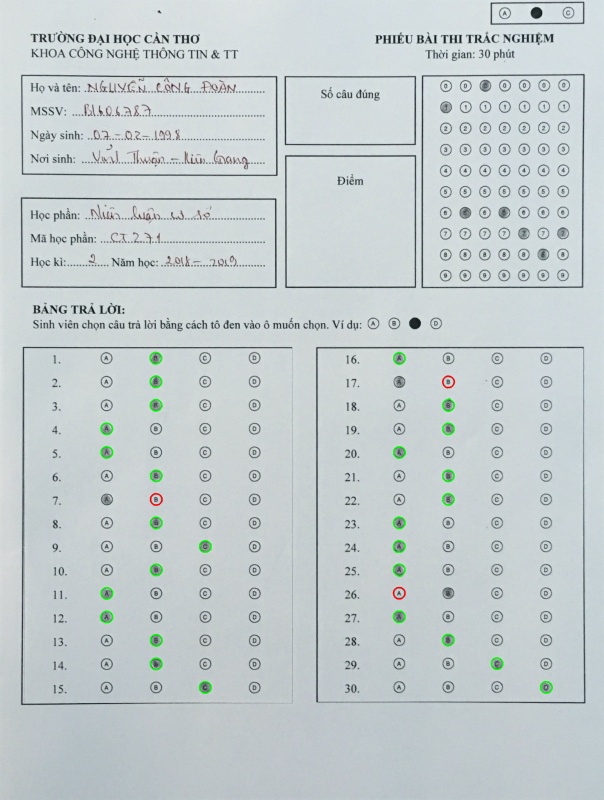 A C
TRƯỜNG ĐẠI HỌC CẦN THƠ
KHOA CÔNG NGHỆ THÔNG TIN & TT
PHIẾU BÀI THI TRẮC NGHIỆM
Thời gian: 30 phút
Họ và tên: NGUYỄN CÔNG ĐOÀN
MSSV: B1606787
Ngày sinh: 07-02-1998
Nơi sinh: Thuận - Kiên Giang
Số câu đúng
Điểm
0 0 0 0 0 0 0
1 1 1 1 1 1 1
2 2 2 2 2 2 2
3 3 3 3 3 3 3
4 4 4 4 4 4 4
5 5 5 5 5 5 5
6 6 6 6 6 6 6
7 7 7 7 7 7 7
8 8 8 8 8 8 8
9 9 9 9 9 9 9
Học phần: Niên luận cơ sở
Mã học phần: CT271
Học kì: 2 Năm học: 2018 - 2019
BẢNG TRẢ LỜI:
Sinh viên chọn câu trả lời bằng cách tô đen vào ô muốn chọn. Ví dụ: A B D
1. A B C D
2. A B C D
3. A B C D
4. A B C D
5. A B C D
6. A B C D
7. A B C D
8. A B C D
9. A B C D
10. A B C D
11. A B C D
12. A B C D
13. A B C D
14. A B C D
15. A B C D
16. A B C D
17. A B C D
18. A B C D
19. A B C D
20. A B C D
21. A B C D
22. A B C D
23. A B C D
24. A B C D
25. A B C D
26. A B C D
27. A B C D
28. A B C D
29. A B C D
30. A B C D